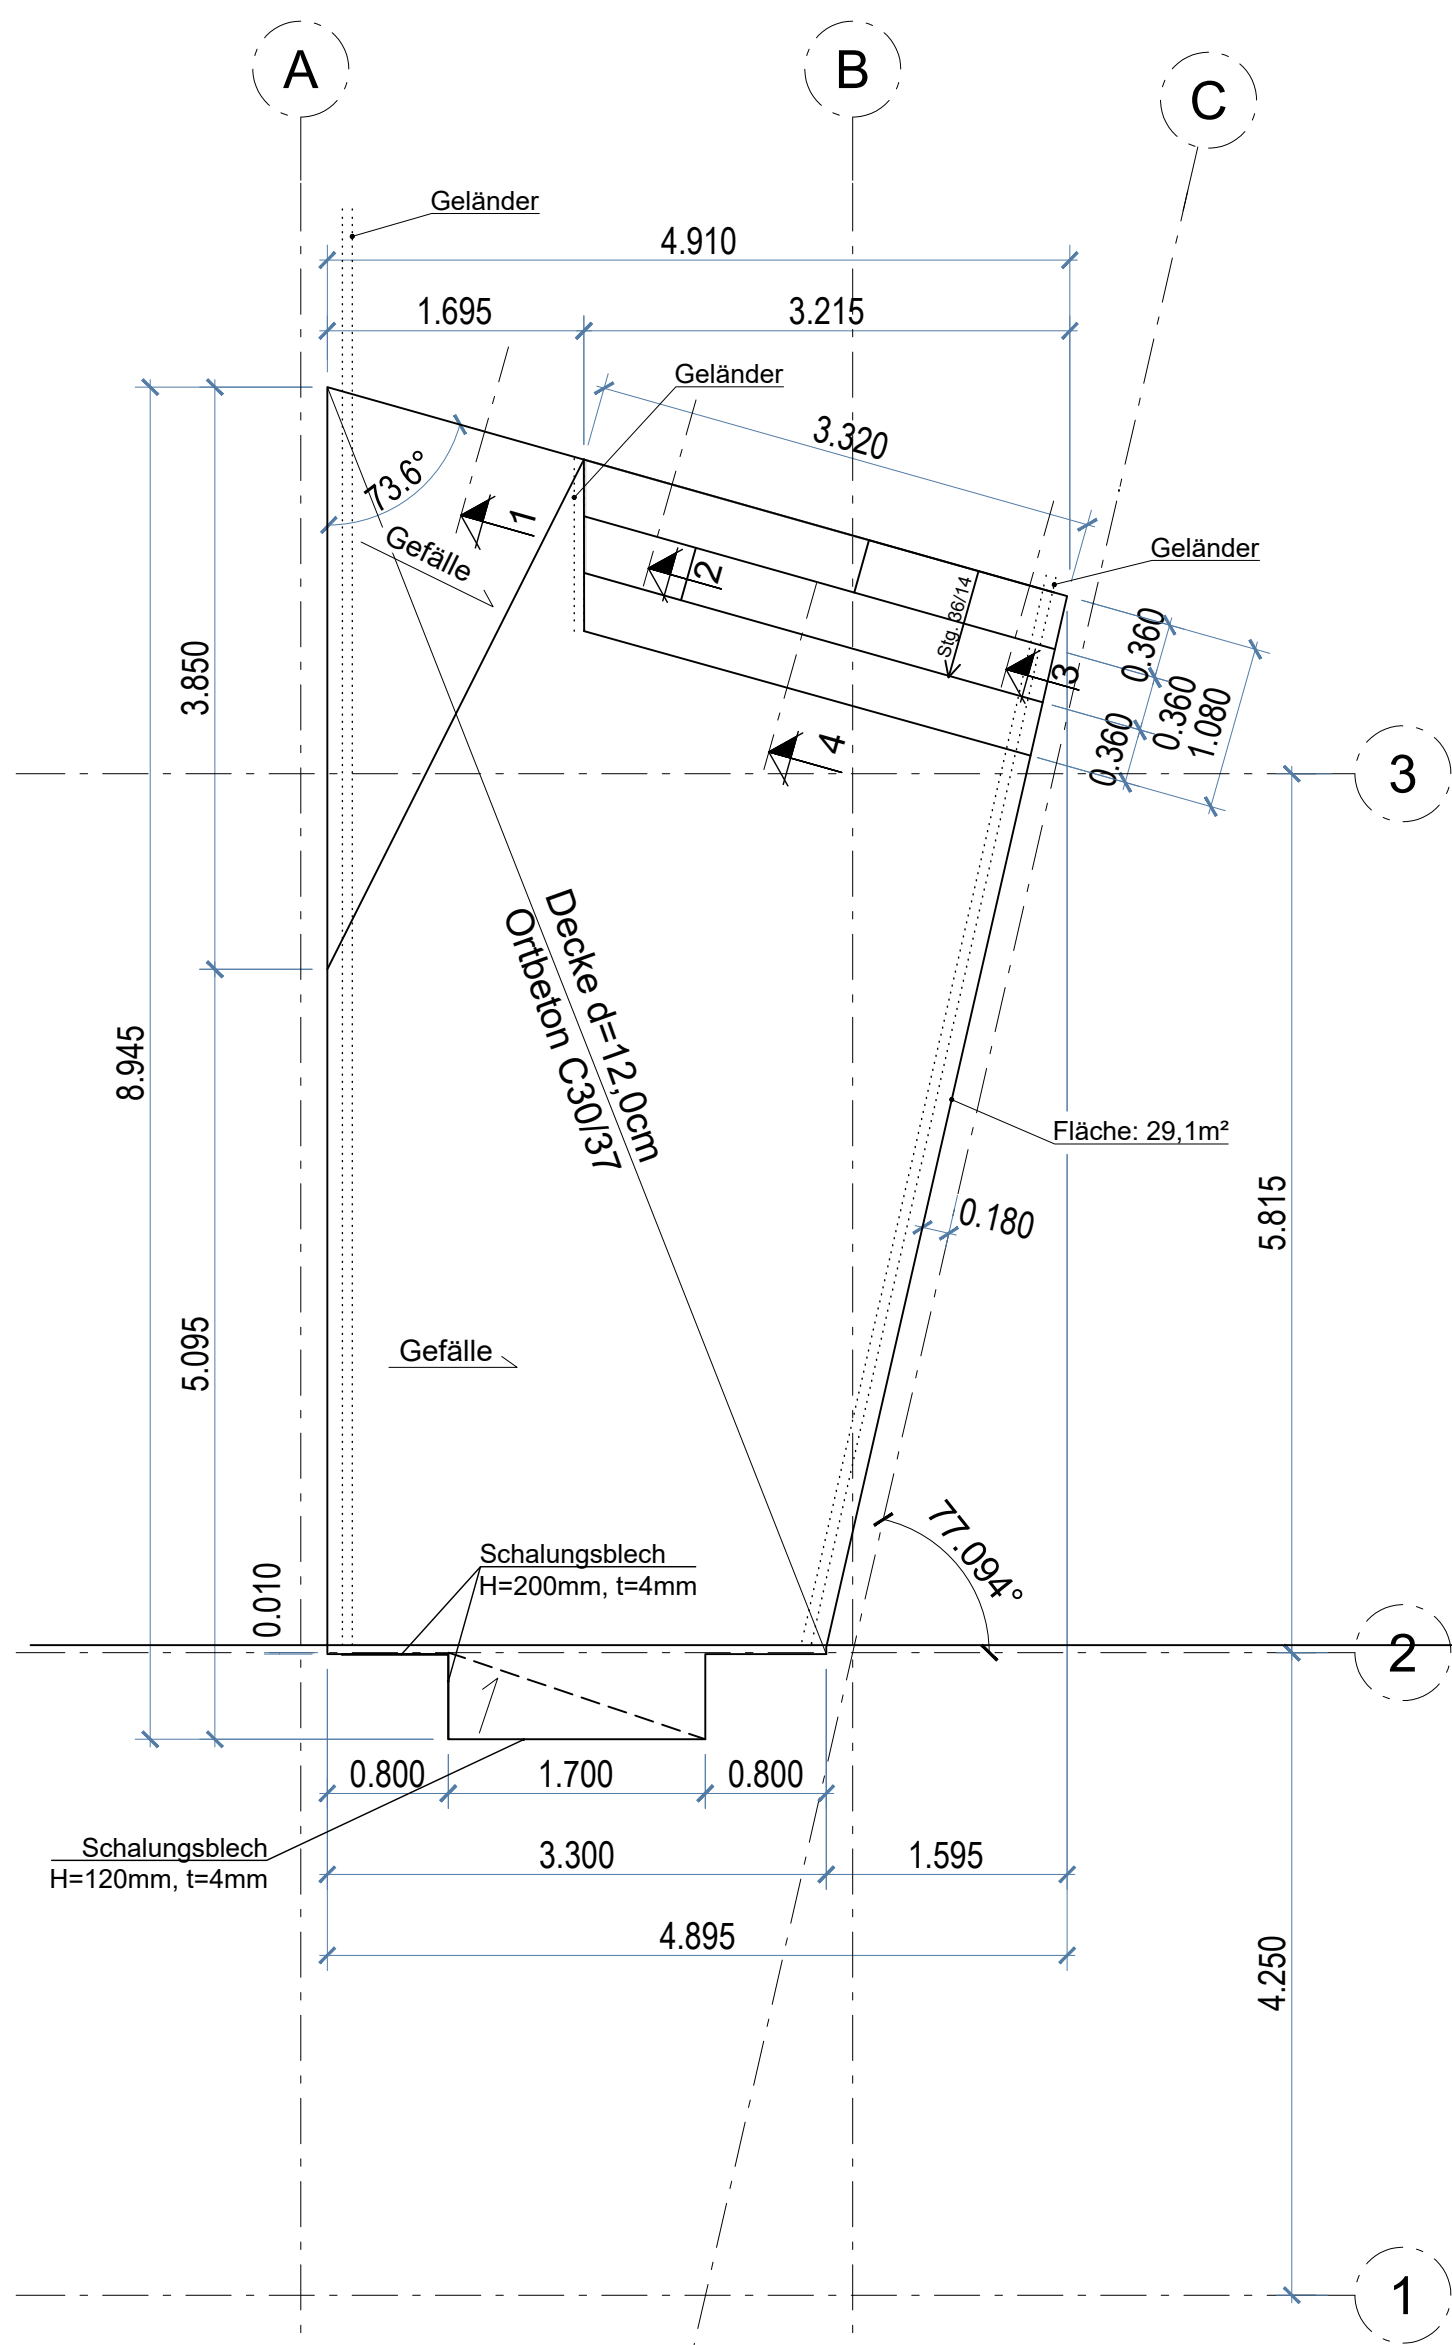 A
B
C
Geländer
4.910
1.695
3.215
Geländer
3.320
73.6°
Gefälle
1
2
Geländer
Stg. 36/14
3
0.360
0.360
0.360
1.080
4
3
3.850
8.945
Decke d=12,0cm
Ortbeton C30/37
Fläche: 29,1m²
0.180
5.815
5.095
Gefälle
77.094°
Schalungsblech
H=200mm, t=4mm
0.010
2
0.800
1.700
0.800
Schalungsblech
H=120mm, t=4mm
3.300
1.595
4.895
4.250
1